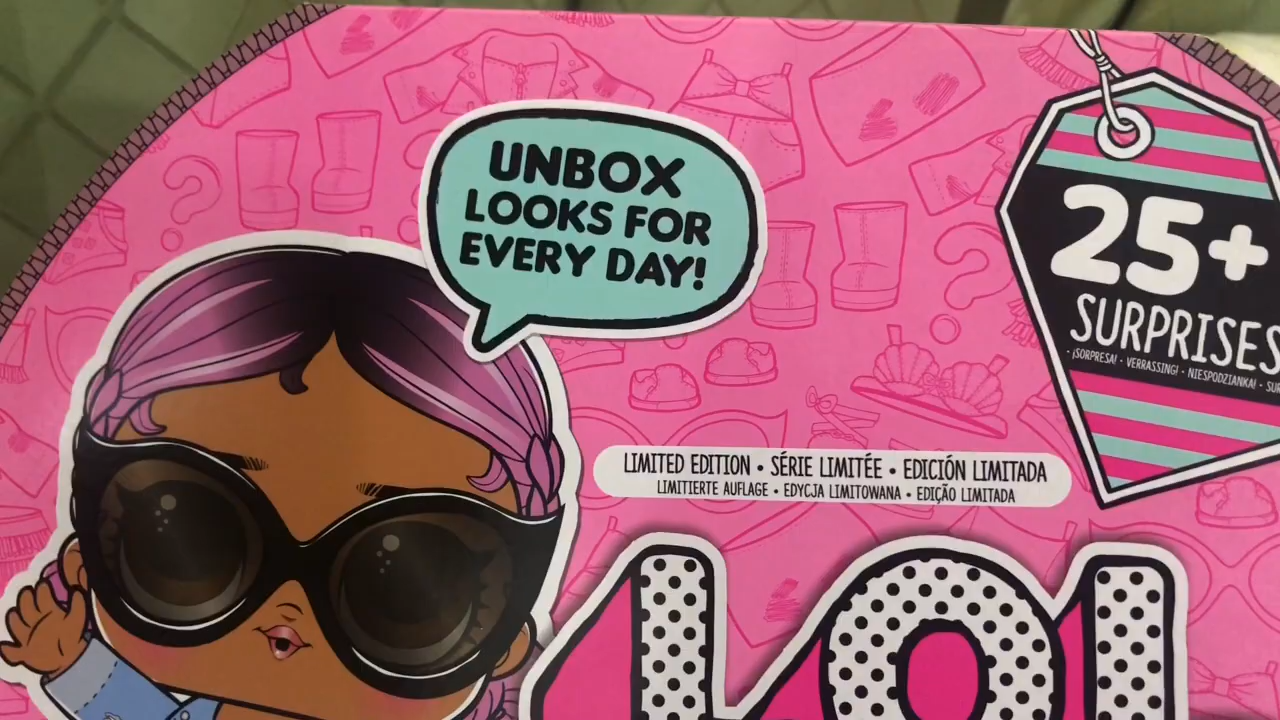 UNBOX
LOOKS FOR
EVERY DAY!
25+
SURPRISES
· ¡SORPRESA! · VERRASSING! · NIESPODZIANKA! ·
LIMITED EDITION • SÉRIE LIMITÉE • EDICIÓN LIMITADA
LIMITIERTE AUFLAGE • EDYCJA LIMITOWANA • EDIÇÃO LIMITADA
LOL